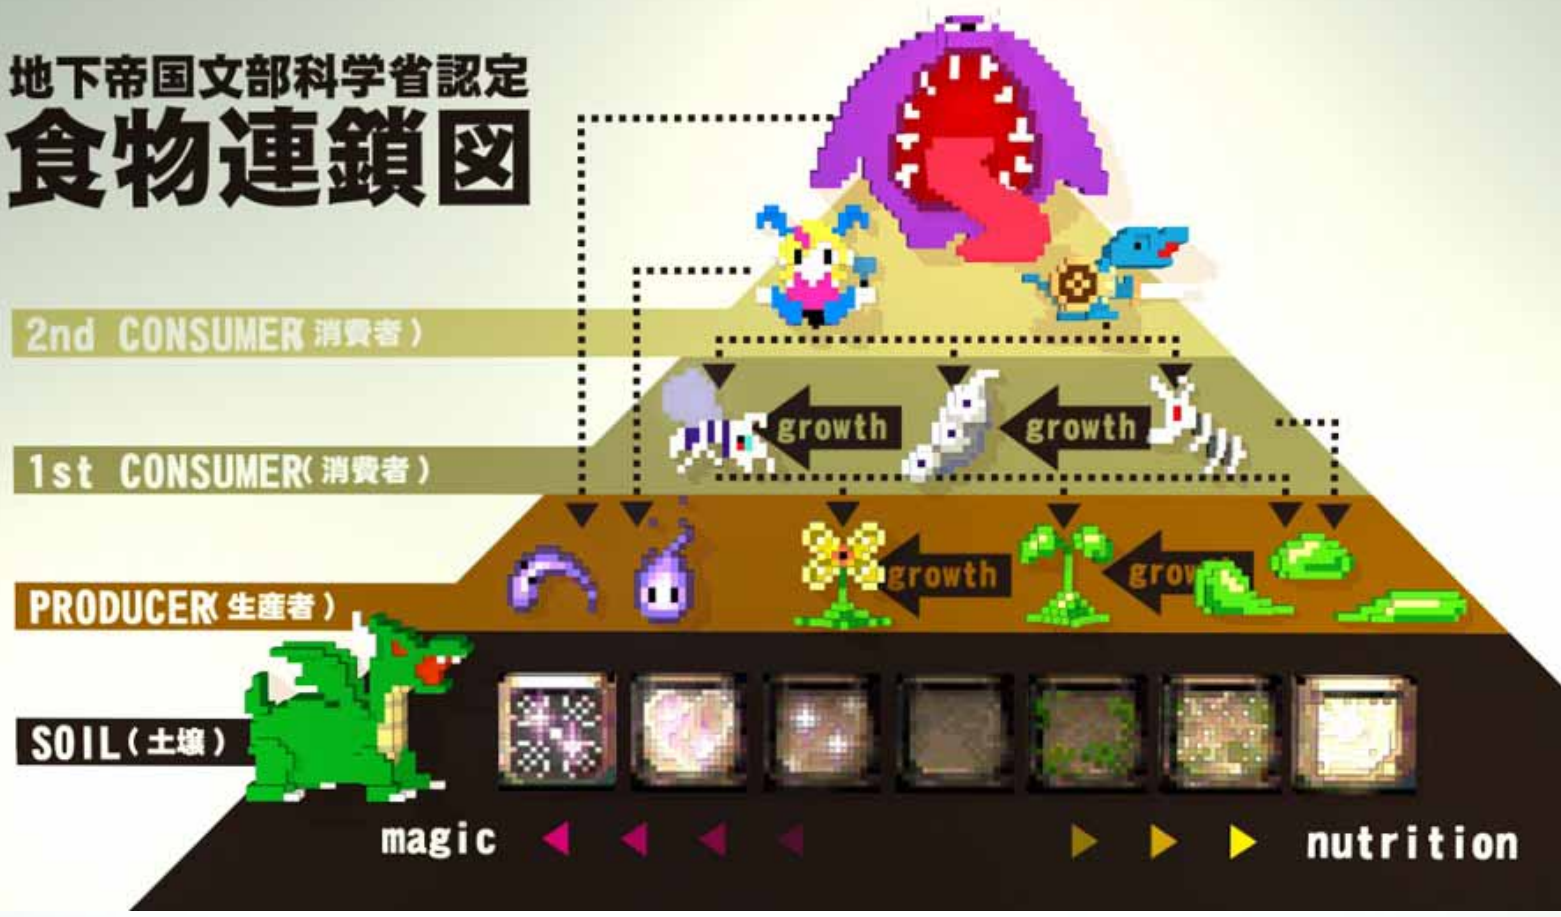 地下帝国文部科学省認定
食物連鎖図
2nd CONSUMER(消費者)
growth
growth
1st CONSUMER(消費者)
growth
grow
PRODUCER(生産者)
SOIL(土壌)
magic
nutrition